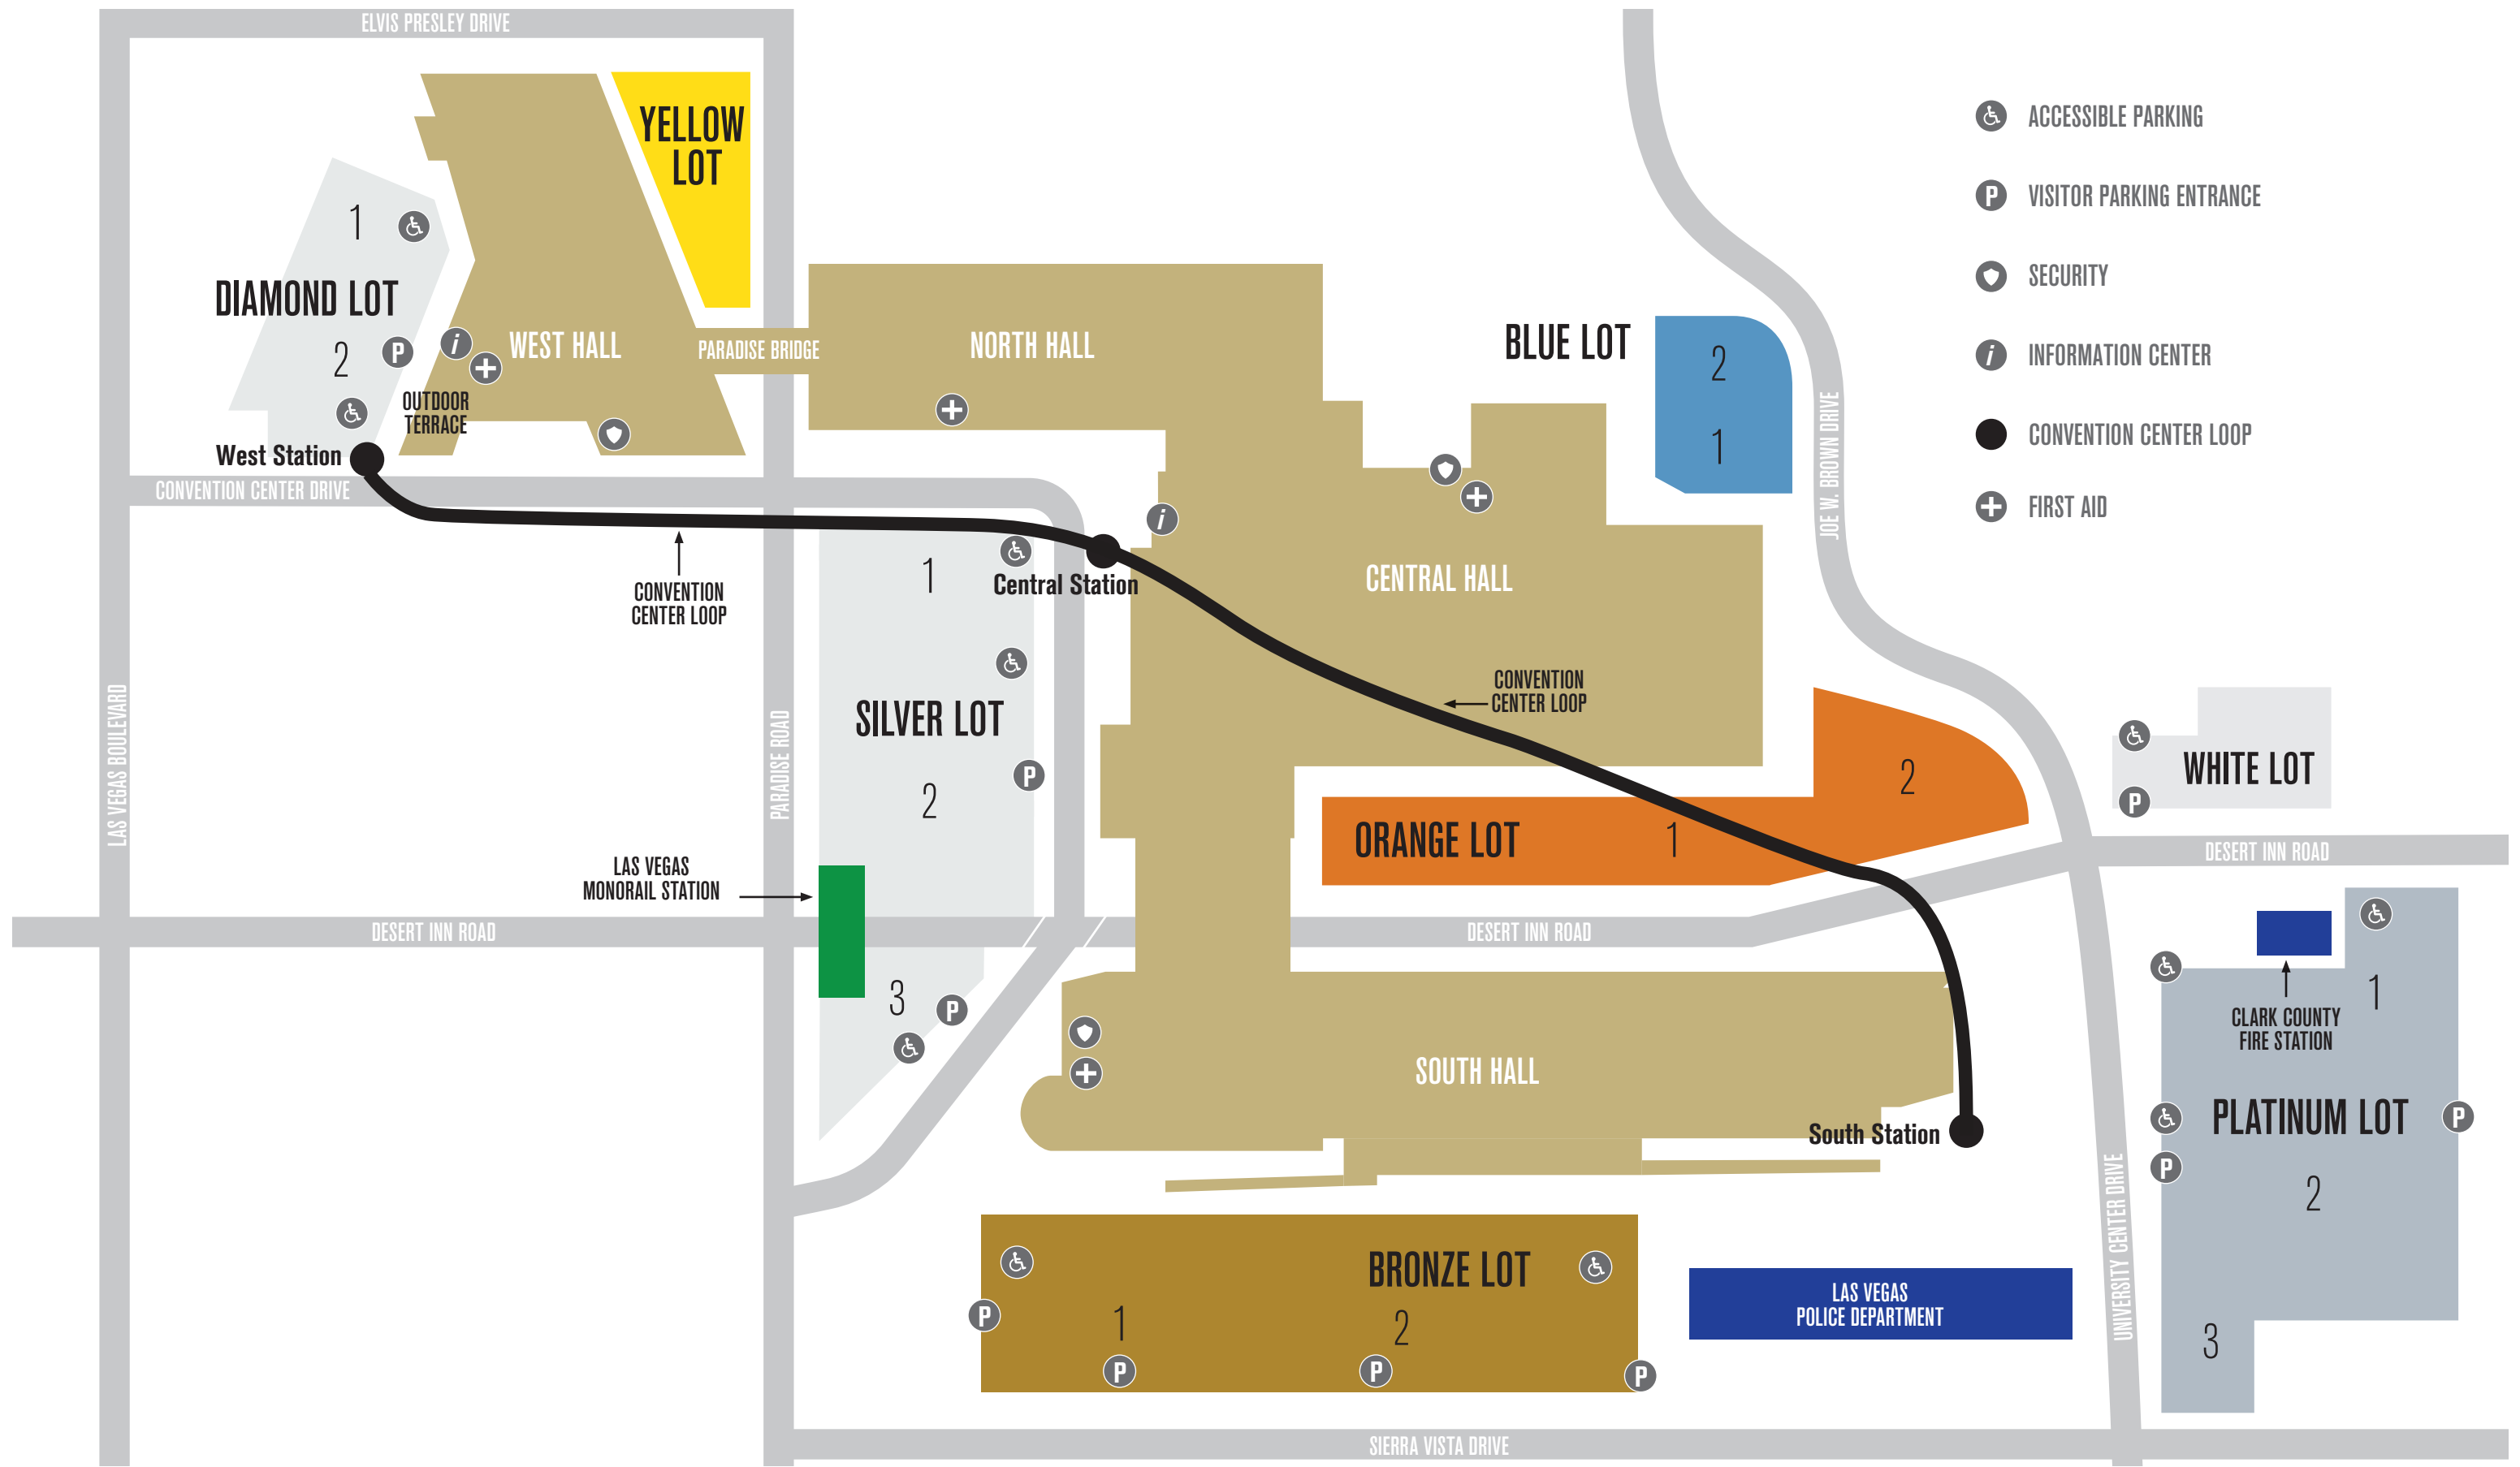 ELVIS PRESLEY DRIVE
YELLOW
LOT
1
DIAMOND LOT
2
P
i
WEST HALL
PARADISE BRIDGE
NORTH HALL
OUTDOOR
TERRACE
West Station
CONVENTION CENTER DRIVE
BLUE LOT
2
1
JOE W. BROWN DRIVE
ACCESSIBLE PARKING
P
VISITOR PARKING ENTRANCE
SECURITY
i
INFORMATION CENTER
CONVENTION CENTER LOOP
FIRST AID
i
CONVENTION
CENTER LOOP
1
Central Station
CENTRAL HALL
CONVENTION
CENTER LOOP
LAS VEGAS BOULEVARD
PARADISE ROAD
SILVER LOT
P
2
LAS VEGAS
MONORAIL STATION
ORANGE LOT
1
2
WHITE LOT
P
DESERT INN ROAD
DESERT INN ROAD
DESERT INN ROAD
3
P
SOUTH HALL
South Station
CLARK COUNTY
FIRE STATION
1
PLATINUM LOT
P
P
2
3
UNIVERSITY CENTER DRIVE
BRONZE LOT
P
1
2
P
P
P
LAS VEGAS
POLICE DEPARTMENT
SIERRA VISTA DRIVE